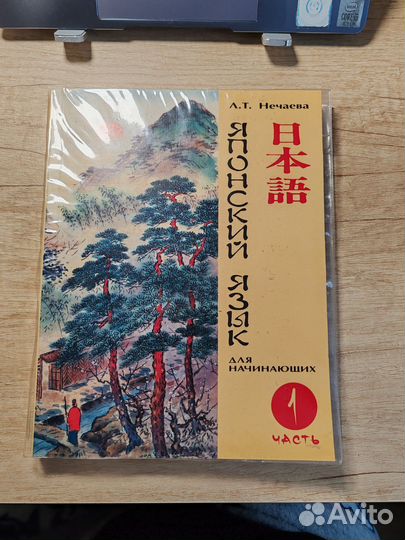 Л.Т. Нечаева
ЯПОНСКИЙ ЯЗЫК
日本語
ДЛЯ
НАЧИНАЮЩИХ
1
ЧАСТЬ
Avito